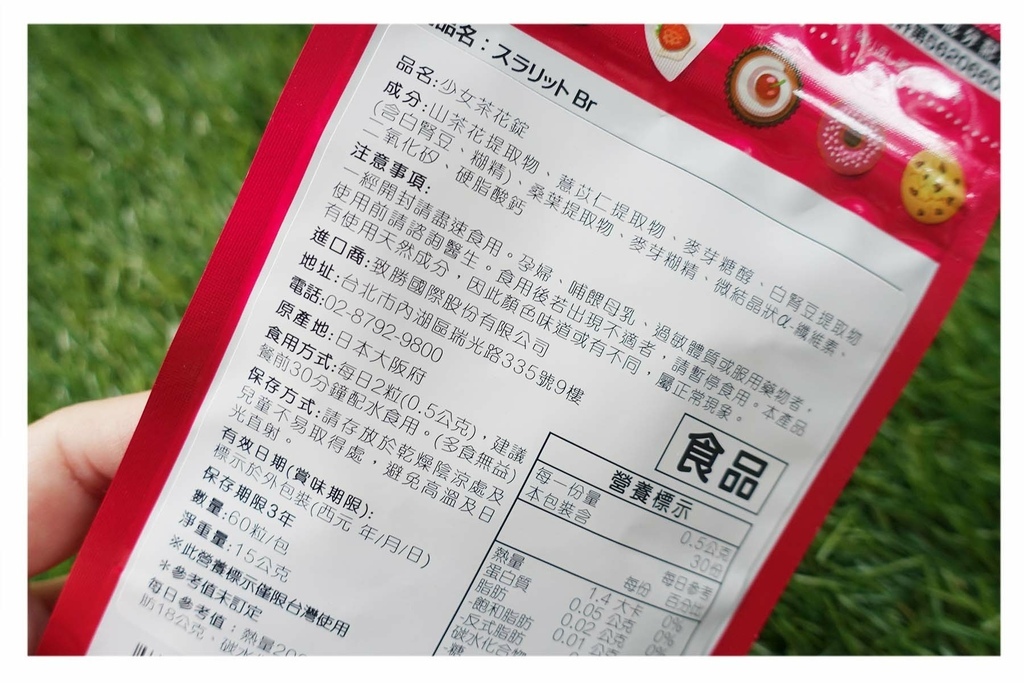 品名：スラリット Br
品名:少女茶花錠
成分:山茶花提取物、薏苡仁提取物、麥芽糖醇、白腎豆提取物
(含白腎豆、糊精)、桑葉提取物、麥芽糊精、微結晶狀α-纖維素、
二氧化矽、硬脂酸鈣
注意事項:
一經開封請盡速食用。孕婦、哺餵母乳、過敏體質或服用藥物者，
使用前請諮詢醫生。食用後若出現不適者，請暫停食用。本產品
有使用天然成分，因此顏色味道或有不同，屬正常現象。
進口商:致勝國際股份有限公司
地址:台北市內湖區瑞光路335號9樓
電話:02-8792-9800
原產地:日本大阪府
食用方式:每日2粒(0.5公克)，建議
餐前30分鐘配水食用。(多食無益)
保存方式:請存放於乾燥陰涼處及
兒童不易取得處，避免高溫及日
光直射。
有效日期(賞味期限):
標示於外包裝(西元 年/月/日)
保存期限3年
數量:60粒/包
淨重量:15公克
※此營養標示僅限台灣使用
＊參考值未訂定
每日參考值：熱量20
肪18公克、碳水
食品
營養標示
每一份量 0.5公克
本包裝含 30份
每份 每日參考
百分比
熱量 1.4 大卡 0%
蛋白質 0.05 公克 0%
脂肪 0.02 公克 0%
-飽和脂肪 0.01 公克
-反式脂肪
碳水化合物
-糖